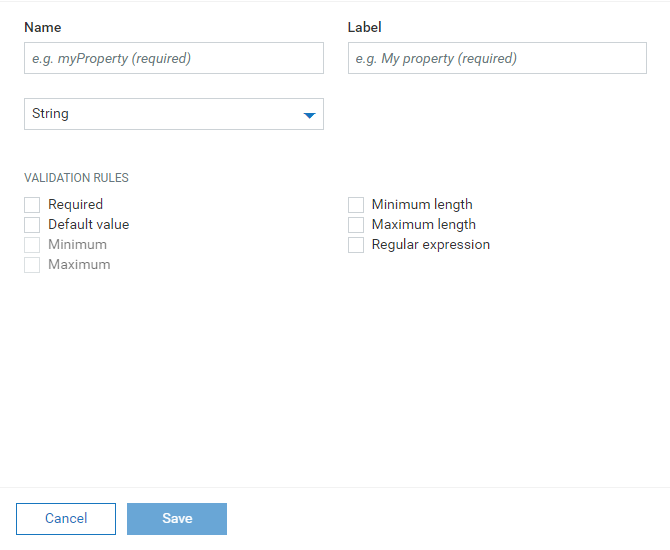 Name
Label
e.g. myProperty (required)
e.g. My property (required)
String
VALIDATION RULES
Required
Default value
Minimum
Maximum
Minimum length
Maximum length
Regular expression
Cancel
Save